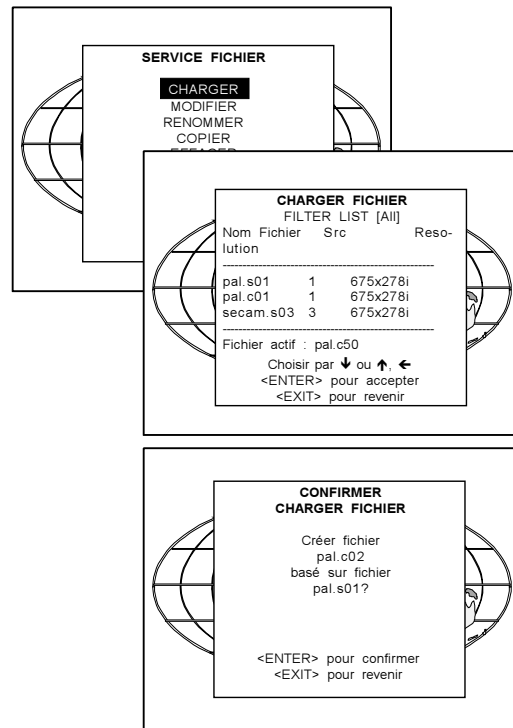 SERVICE FICHIER
CHARGER
MODIFIER
RENOMMER
COPIER
EFFACER
CHARGER FICHIER
FILTER LIST [All]
Nom Fichier Src Reso-
lution
pal.s01 1 675x278i
pal.c01 1 675x278i
secam.s03 3 675x278i
Fichier actif : pal.c50
Choisir par ↓ ou ↑, ←
<ENTER> pour accepter
<EXIT> pour revenir
CONFIRMER
CHARGER FICHIER
Créer fichier
pal.c02
basé sur fichier
pal.s01?
<ENTER> pour confirmer
<EXIT> pour revenir